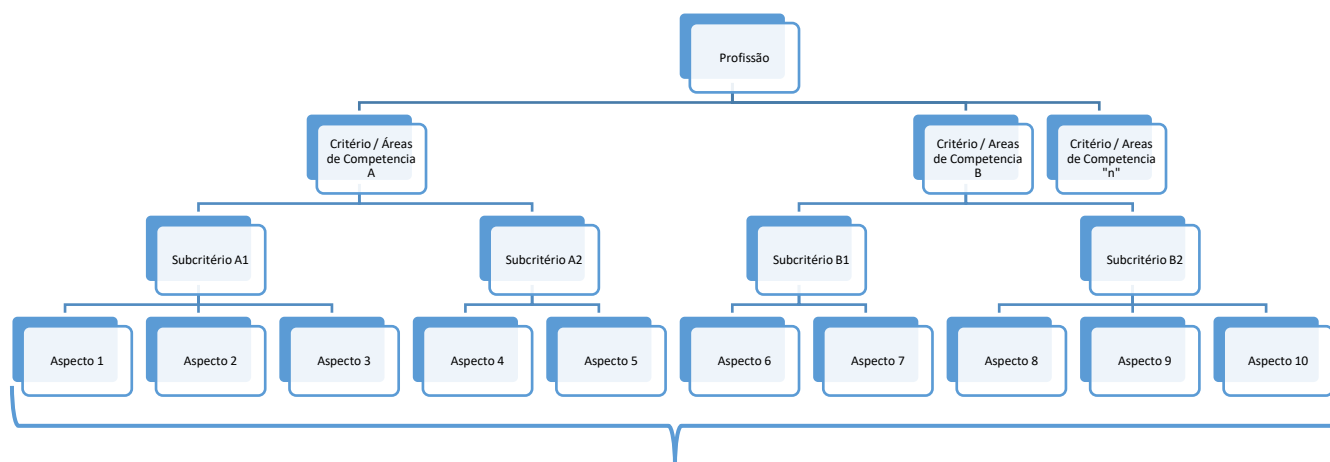 Profissão
Critério / Áreas
de Competencia
A
Critério / Areas
de Competencia
B
Critério / Areas
de Competencia
"n"
Subcritério A1
Subcritério A2
Subcritério B1
Subcritério B2
Aspecto 1
Aspecto 2
Aspecto 3
Aspecto 4
Aspecto 5
Aspecto 6
Aspecto 7
Aspecto 8
Aspecto 9
Aspecto 10